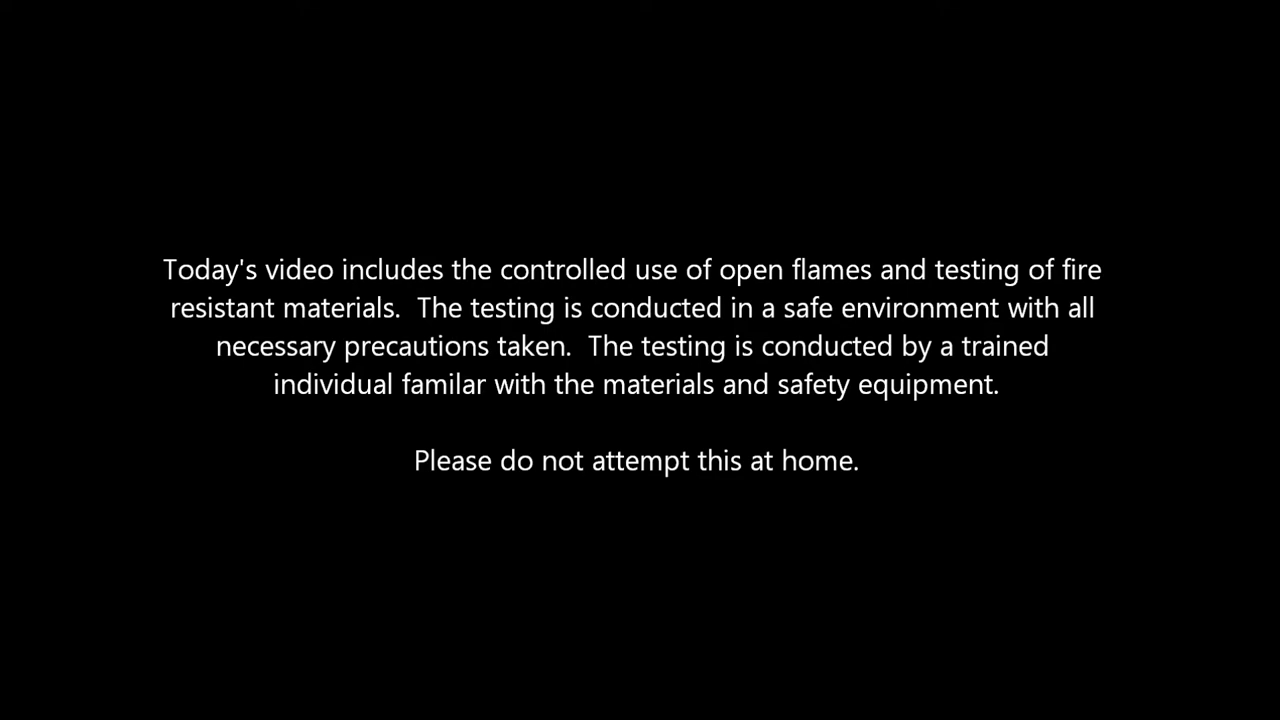 Today's video includes the controlled use of open flames and testing of fire
resistant materials.  The testing is conducted in a safe environment with all
necessary precautions taken.  The testing is conducted by a trained
individual familar with the materials and safety equipment.
Please do not attempt this at home.